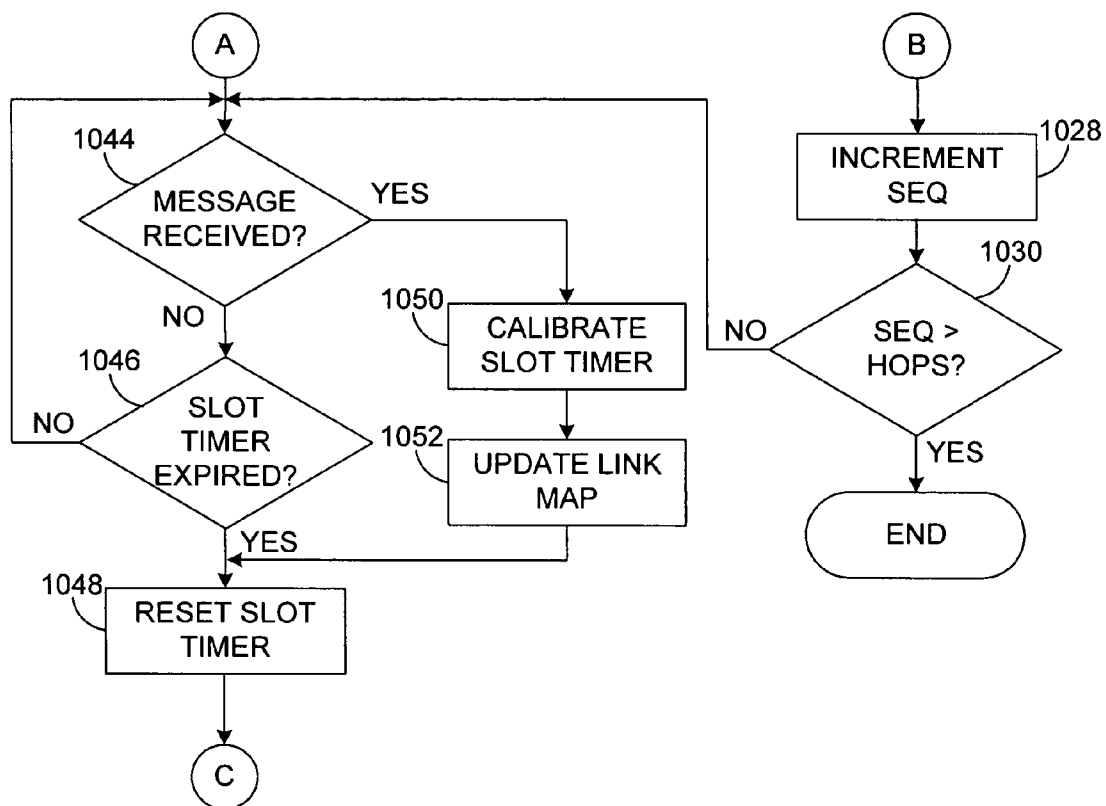 A
B
1044
MESSAGE
RECEIVED?
YES
NO
1046
SLOT
TIMER
EXPIRED?
NO
YES
1050
CALIBRATE
SLOT TIMER
1052
UPDATE LINK
MAP
1048
RESET SLOT
TIMER
C
1028
INCREMENT
SEQ
1030
SEQ >
HOPS?
NO
YES
END